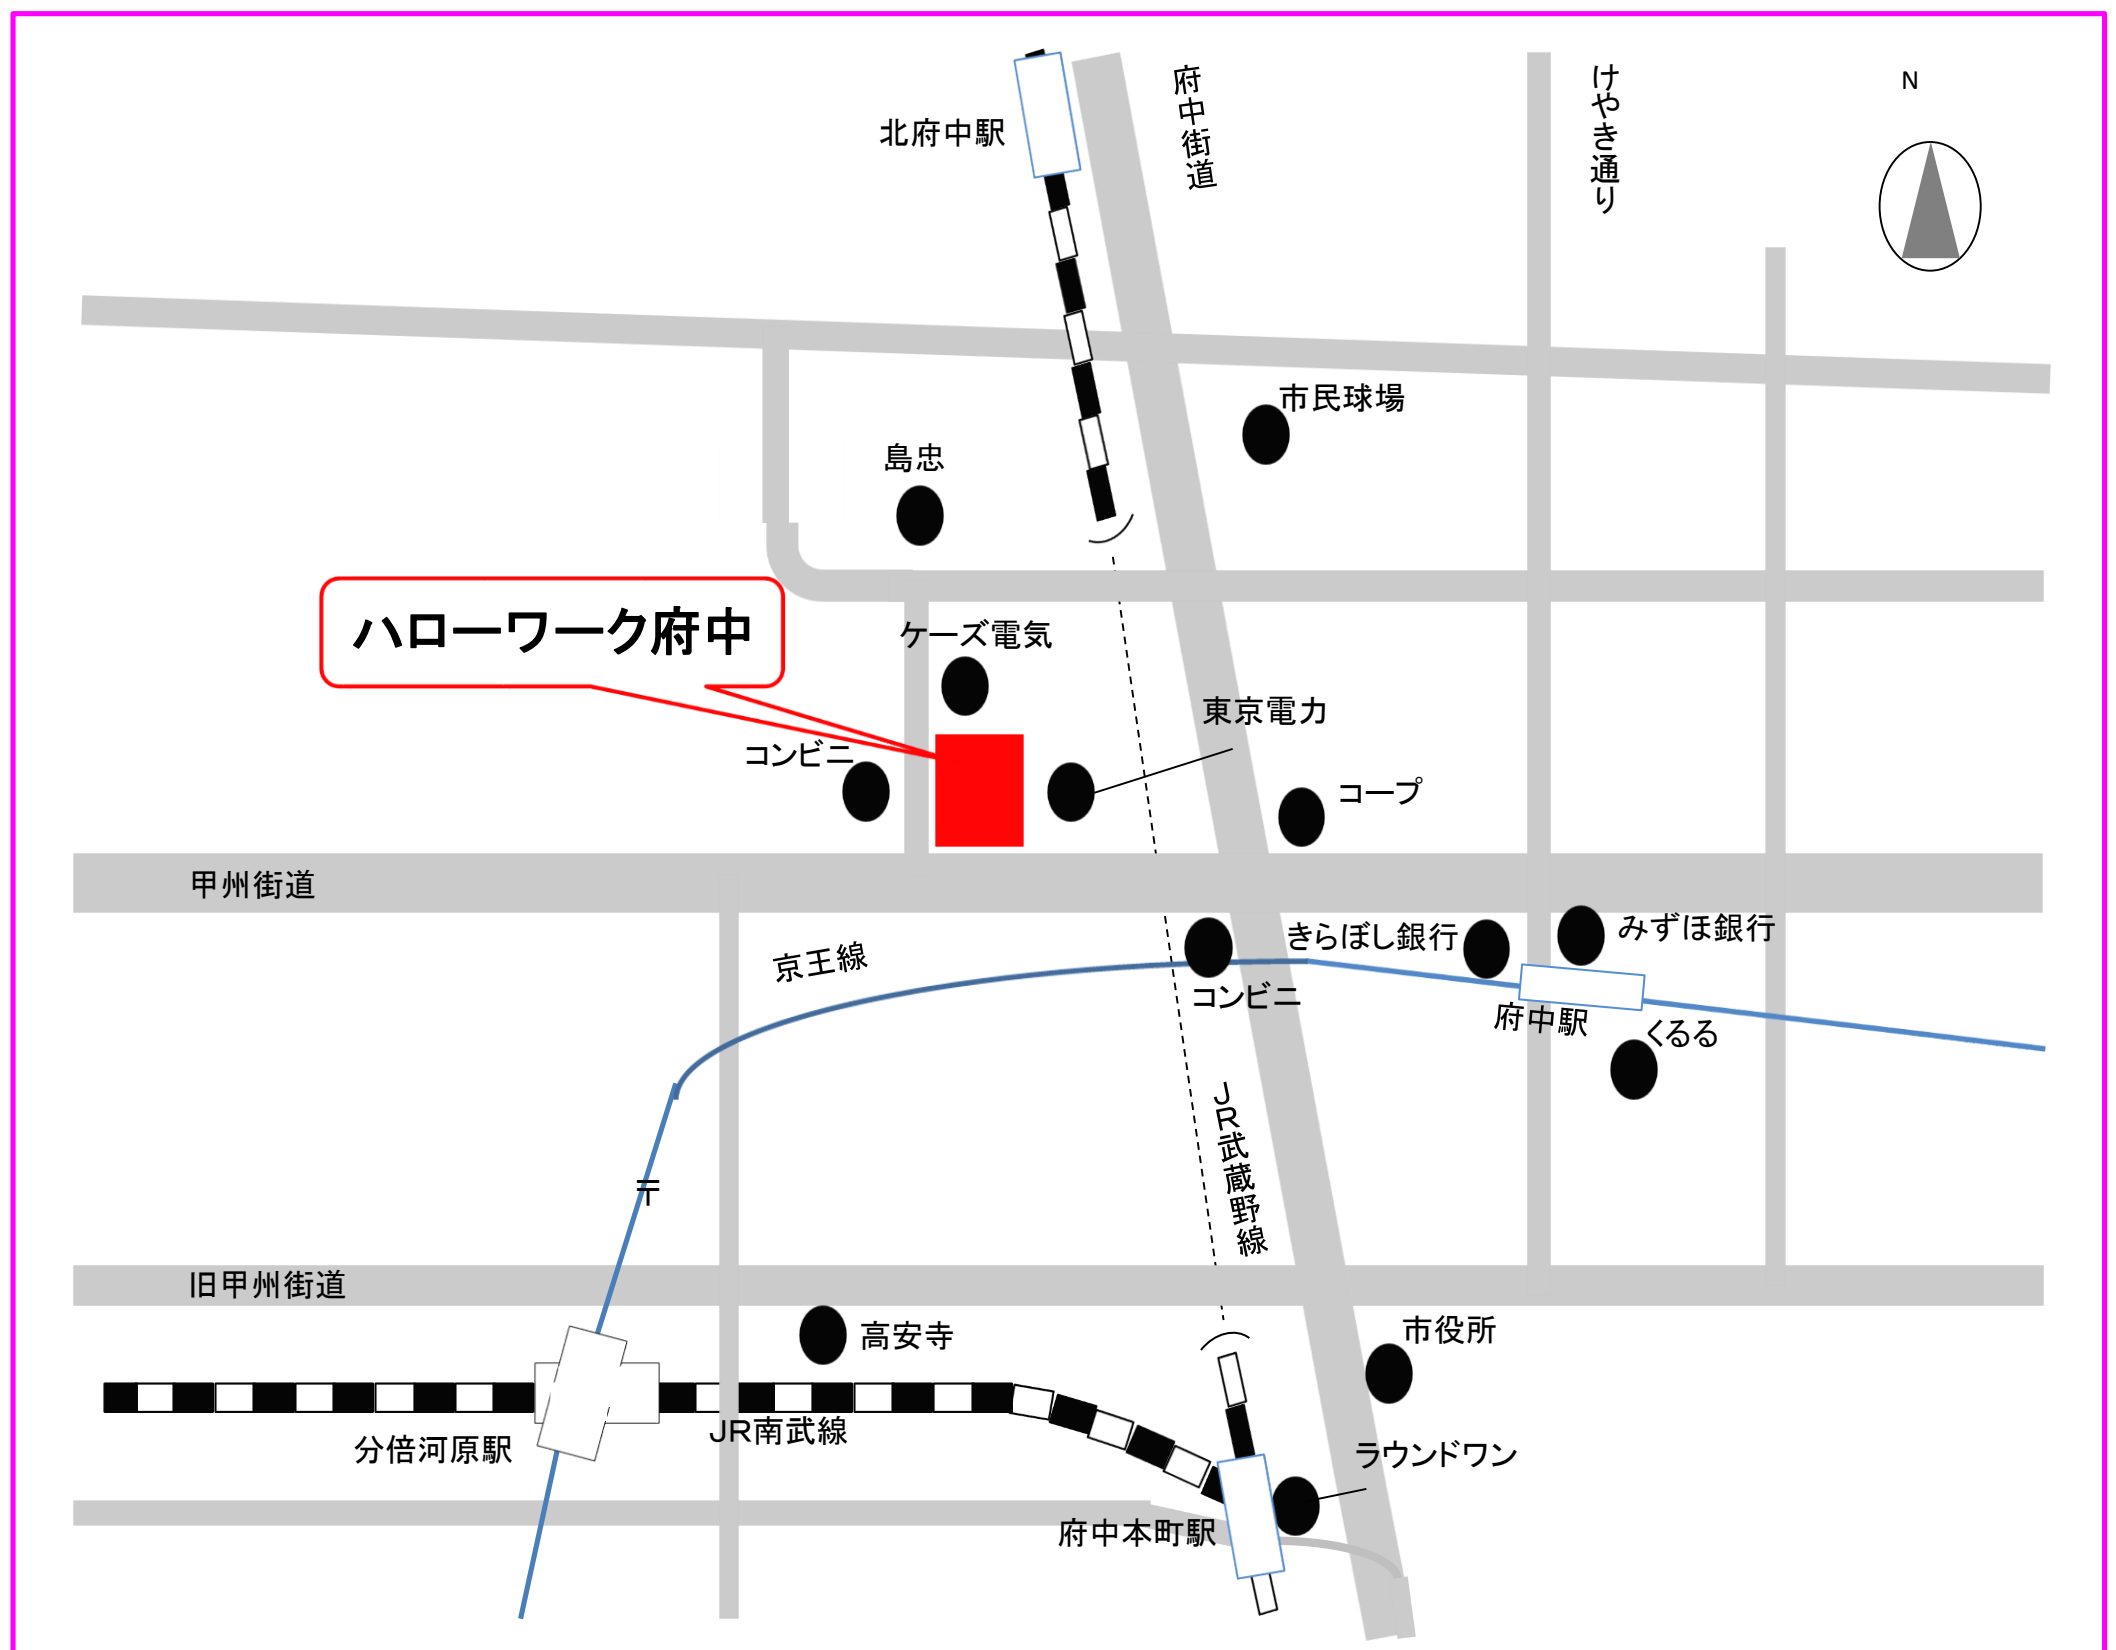 N
府中街道
けやき通り
北府中駅
市民球場
島忠
ハローワーク府中
ケーズ電気
東京電力
コンビニ
コープ
甲州街道
きらぼし銀行
みずほ銀行
京王線
コンビニ
府中駅
くるる
JR武蔵野線
〒
旧甲州街道
高安寺
市役所
JR南武線
分倍河原駅
ラウンドワン
府中本町駅